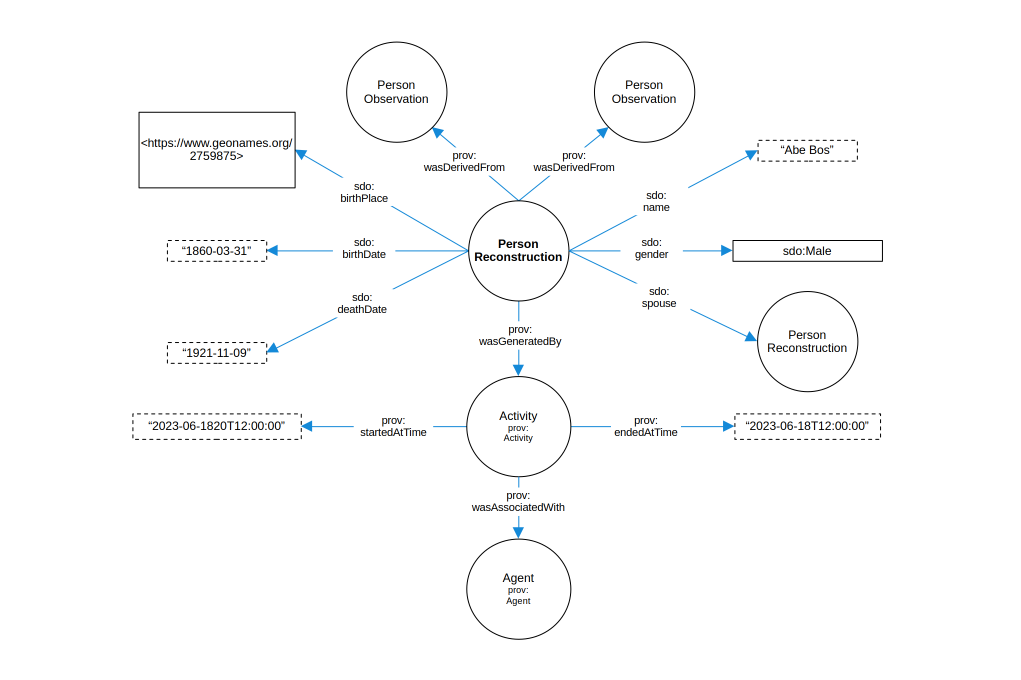 Person
Observation
Person
Observation
<https://www.geonames.org/
2759875>
prov:
wasDerivedFrom
prov:
wasDerivedFrom
“Abe Bos”
sdo:
birthPlace
sdo:
name
“1860-03-31”
sdo:
birthDate
Person
Reconstruction
sdo:
gender
sdo:Male
sdo:
deathDate
sdo:
spouse
“1921-11-09”
prov:
wasGeneratedBy
Person
Reconstruction
“2023-06-1820T12:00:00”
prov:
startedAtTime
Activity
prov:
Activity
prov:
endedAtTime
“2023-06-18T12:00:00”
prov:
wasAssociatedWith
Agent
prov:
Agent